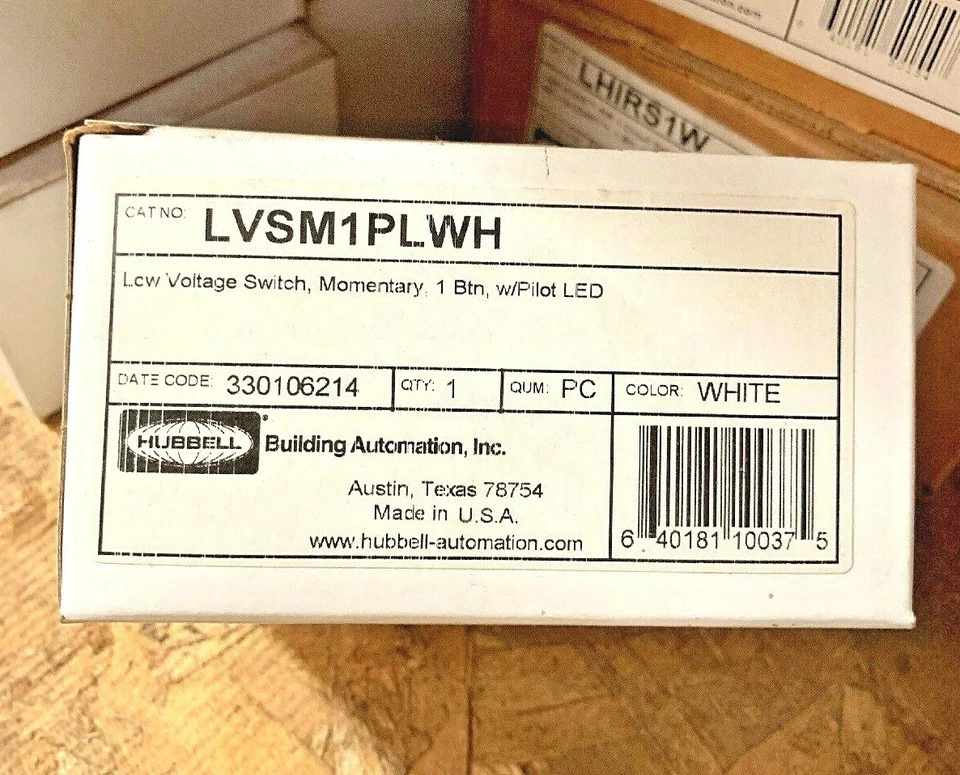 LHIRS1W
CAT NO: LVSM1PLWH
Low Voltage Switch, Momentary, 1 Btn, w/Pilot LED
DATE CODE: 330106214 QTY: 1 QUM: PC COLOR: WHITE
HUBBELL® Building Automation, Inc.
Austin, Texas 78754
Made in U.S.A.
www.hubbell-automation.com
6 40181 10037 5